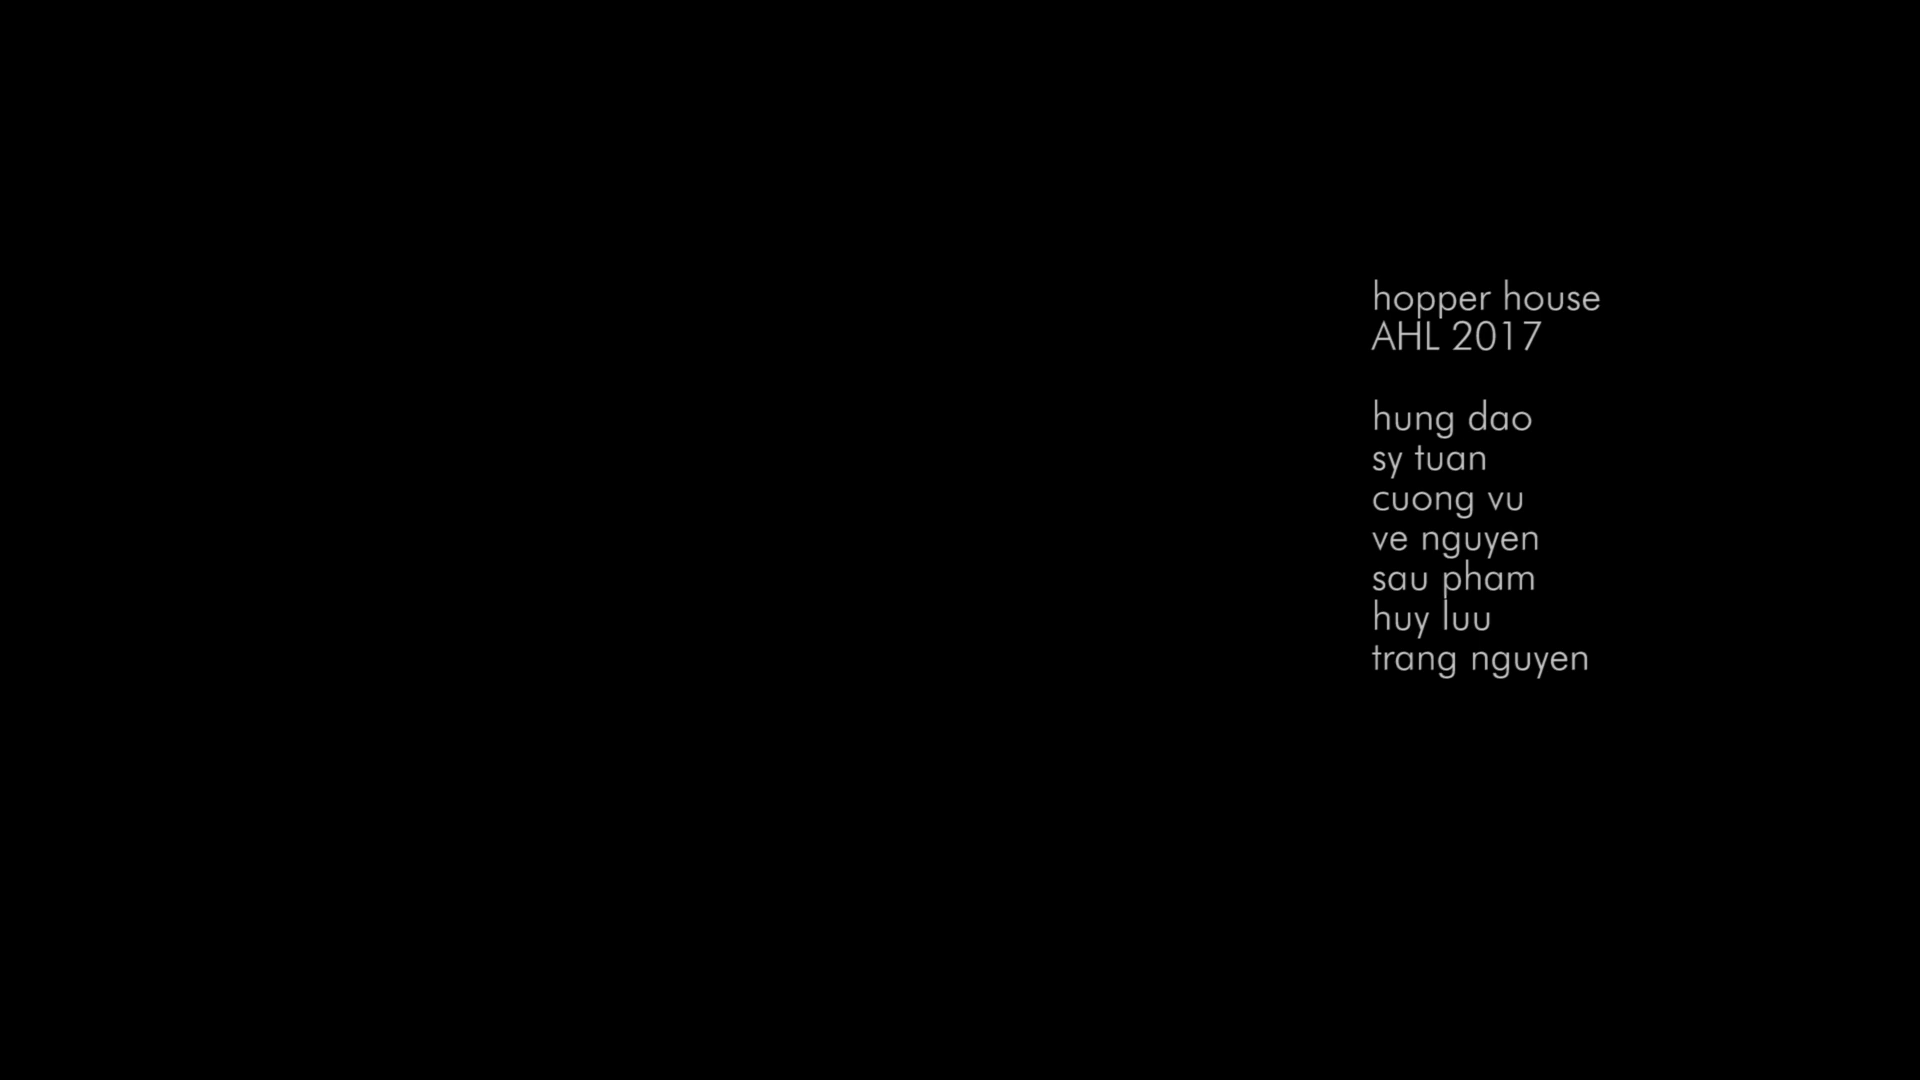 hopper house
AHL 2017
hung dao
sy tuan
cuong vu
ve nguyen
sau pham
huy luu
trang nguyen